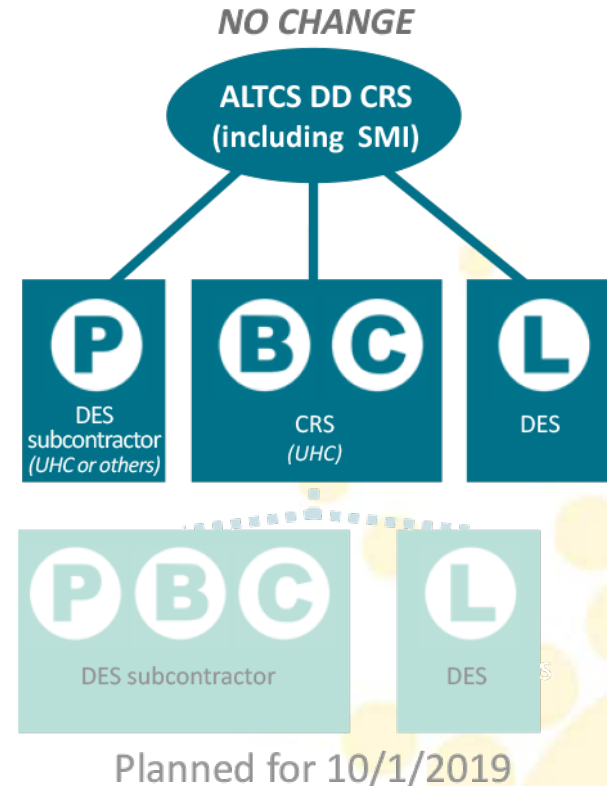 NO CHANGE
ALTCS DD CRS
(including SMI)
P
DES
subcontractor
(UHC or others)
B C
CRS
(UHC)
L
DES
P B C
DES subcontractor
L
DES
s
Planned for 10/1/2019